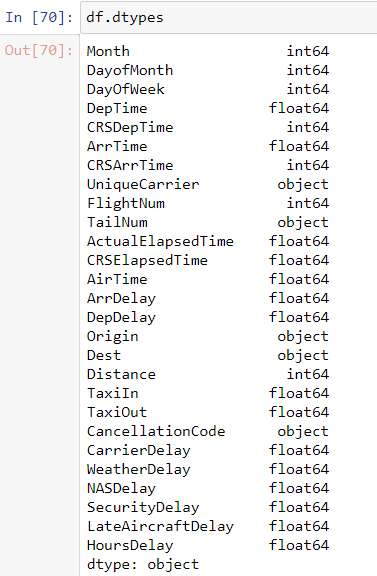 In [70]: df.dtypes
Out[70]: Month int64
DayofMonth int64
DayOfWeek int64
DepTime float64
CRSDepTime int64
ArrTime float64
CRSArrTime int64
UniqueCarrier object
FlightNum int64
TailNum object
ActualElapsedTime float64
CRSElapsedTime float64
AirTime float64
ArrDelay float64
DepDelay float64
Origin object
Dest object
Distance int64
TaxiIn float64
TaxiOut float64
CancellationCode object
CarrierDelay float64
WeatherDelay float64
NASDelay float64
SecurityDelay float64
LateAircraftDelay float64
HoursDelay float64
dtype: object